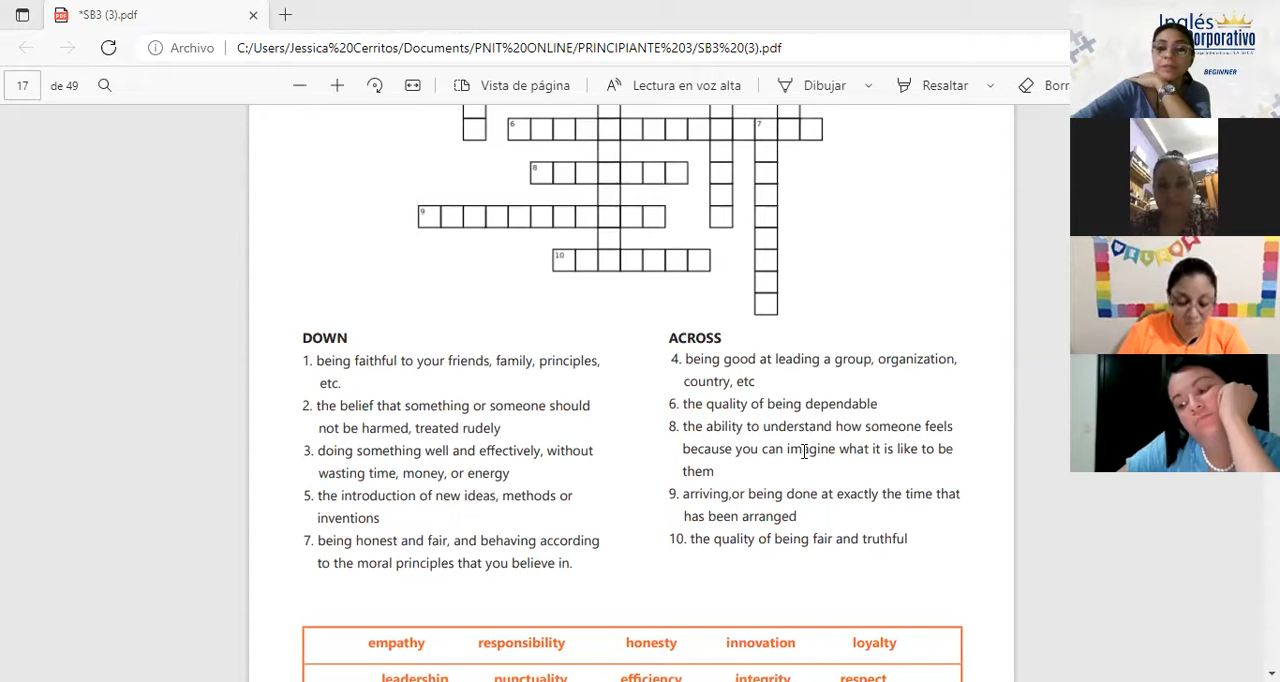 *SB3 (3).pdf
Archivo
C:/Users/Jessica%20Cerritos/Documents/PNIT%20ONLINE/PRINCIPIANTE%203/SB3%20(3).pdf
17 de 49
Vista de página
Lectura en voz alta
Dibujar
Resaltar
Borr
Inglés
orporativo
BEGINNER
6
7
8
9
10
DOWN
1. being faithful to your friends, family, principles,
etc.
2. the belief that something or someone should
not be harmed, treated rudely
3. doing something well and effectively, without
wasting time, money, or energy
5. the introduction of new ideas, methods or
inventions
7. being honest and fair, and behaving according
to the moral principles that you believe in.
ACROSS
4. being good at leading a group, organization,
country, etc
6. the quality of being dependable
8. the ability to understand how someone feels
because you can imagine what it is like to be
them
9. arriving,or being done at exactly the time that
has been arranged
10. the quality of being fair and truthful
empathy responsibility honesty innovation loyalty
leadership punctuality efficiency integrity respect